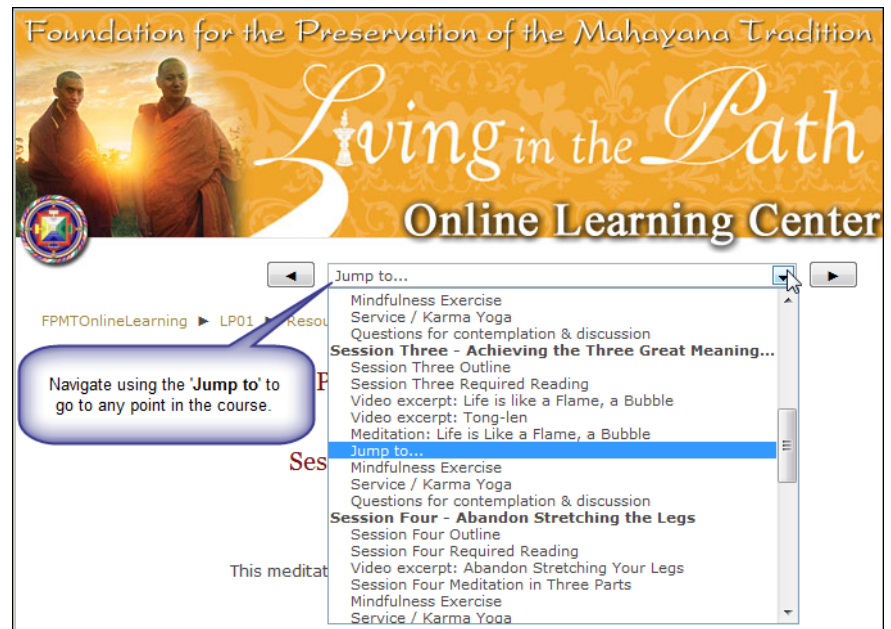 Foundation for the Preservation of the Mahayana Tradition
Living in the Path
Online Learning Center
Jump to...
FPMTOnlineLearning ► LP01 ► Resou
Navigate using the 'Jump to' to
go to any point in the course.
P
Ses
This meditat
Mindfulness Exercise
Service / Karma Yoga
Questions for contemplation & discussion
Session Three - Achieving the Three Great Meaning...
Session Three Outline
Session Three Required Reading
Video excerpt: Life is like a Flame, a Bubble
Video excerpt: Tong-len
Meditation: Life is Like a Flame, a Bubble
Jump to...
Mindfulness Exercise
Service / Karma Yoga
Questions for contemplation & discussion
Session Four - Abandon Stretching the Legs
Session Four Outline
Session Four Required Reading
Video excerpt: Abandon Stretching Your Legs
Session Four Meditation in Three Parts
Mindfulness Exercise
Service / Karma Yoga